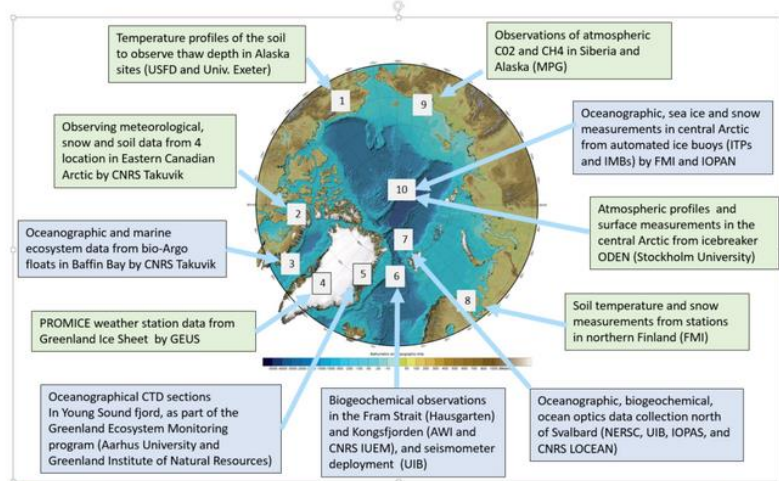 Temperature profiles of the soil
to observe thaw depth in Alaska
sites (USFD and Univ. Exeter)
Observations of atmospheric
C02 and CH4 in Siberia and
Alaska (MPG)
1
9
Observing meteorological,
snow and soil data from 4
location in Eastern Canadian
Arctic by CNRS Takuvik
Oceanographic, sea ice and snow
measurements in central Arctic
from automated ice buoys (ITPs
and IMBs) by FMI and IOPAN
10
2
Atmospheric profiles and
surface measurements in the
central Arctic from icebreaker
ODEN (Stockholm University)
Oceanographic and marine
ecosystem data from bio-Argo
floats in Baffin Bay by CNRS Takuvik
7
3
4
5
6
8
PROMICE weather station data from
Greenland Ice Sheet by GEUS
Soil temperature and snow
measurements from stations
in northern Finland (FMI)
Oceanographical CTD sections
In Young Sound fjord, as part of the
Greenland Ecosystem Monitoring
program (Aarhus University and
Greenland Institute of Natural Resources)
Biogeochemical observations
in the Fram Strait (Hausgarten)
and Kongsfjorden (AWI and
CNRS IUEM), and seismometer
deployment (UIB)
Oceanographic, biogeochemical,
ocean optics data collection north
of Svalbard (NERSC, UIB, IOPAS, and
CNRS LOCEAN)